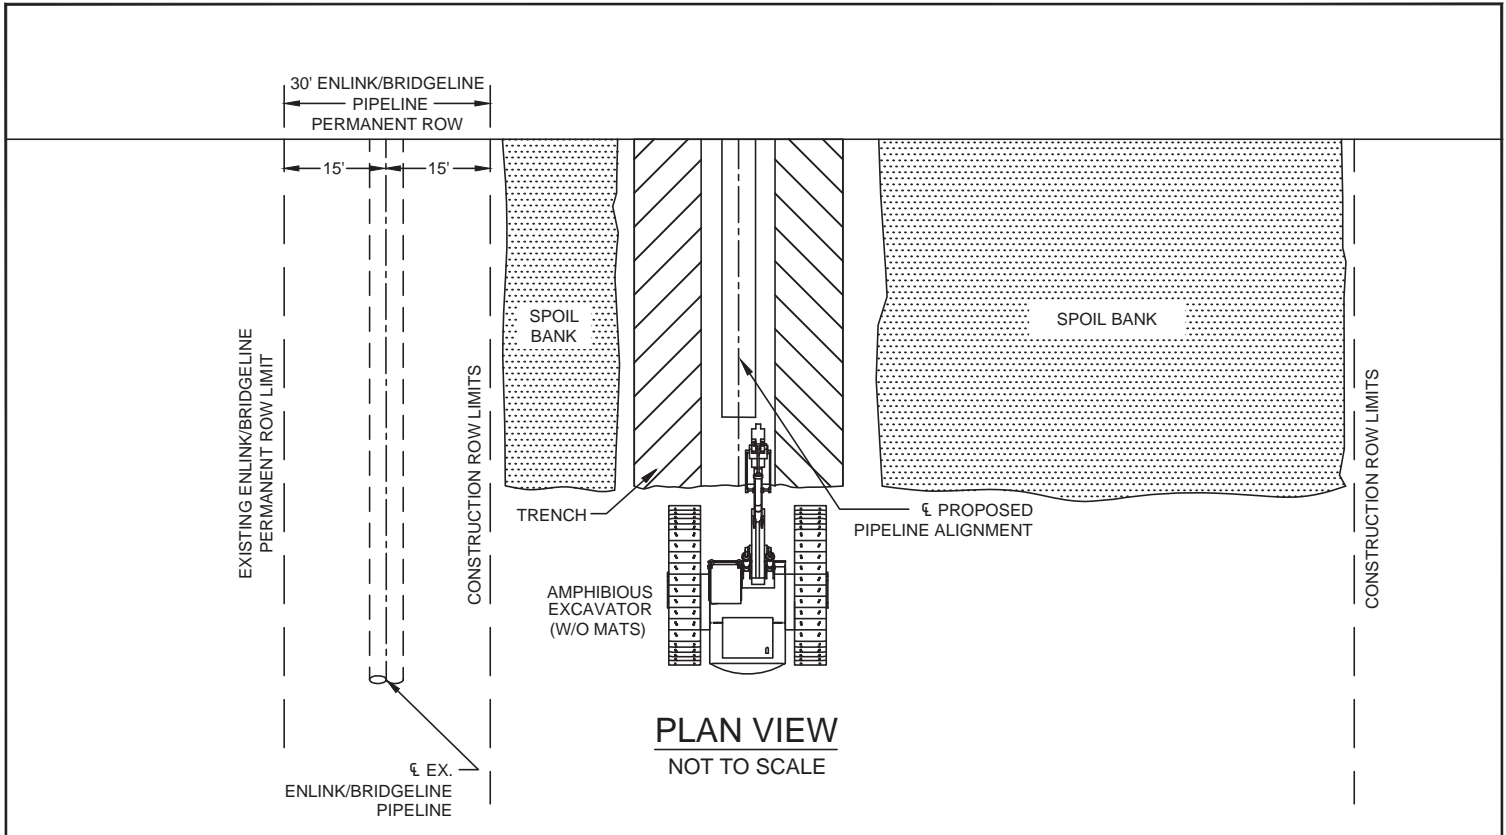 30' ENLINK/BRIDGELINE
PIPELINE
PERMANENT ROW
15'
15'
SPOIL
BANK
SPOIL BANK
EXISTING ENLINK/BRIDGELINE
PERMANENT ROW LIMIT
CONSTRUCTION ROW LIMITS
CONSTRUCTION ROW LIMITS
TRENCH
℄ PROPOSED
PIPELINE ALIGNMENT
AMPHIBIOUS
EXCAVATOR
(W/O MATS)
℄ EX.
ENLINK/BRIDGELINE
PIPELINE
PLAN VIEW
NOT TO SCALE